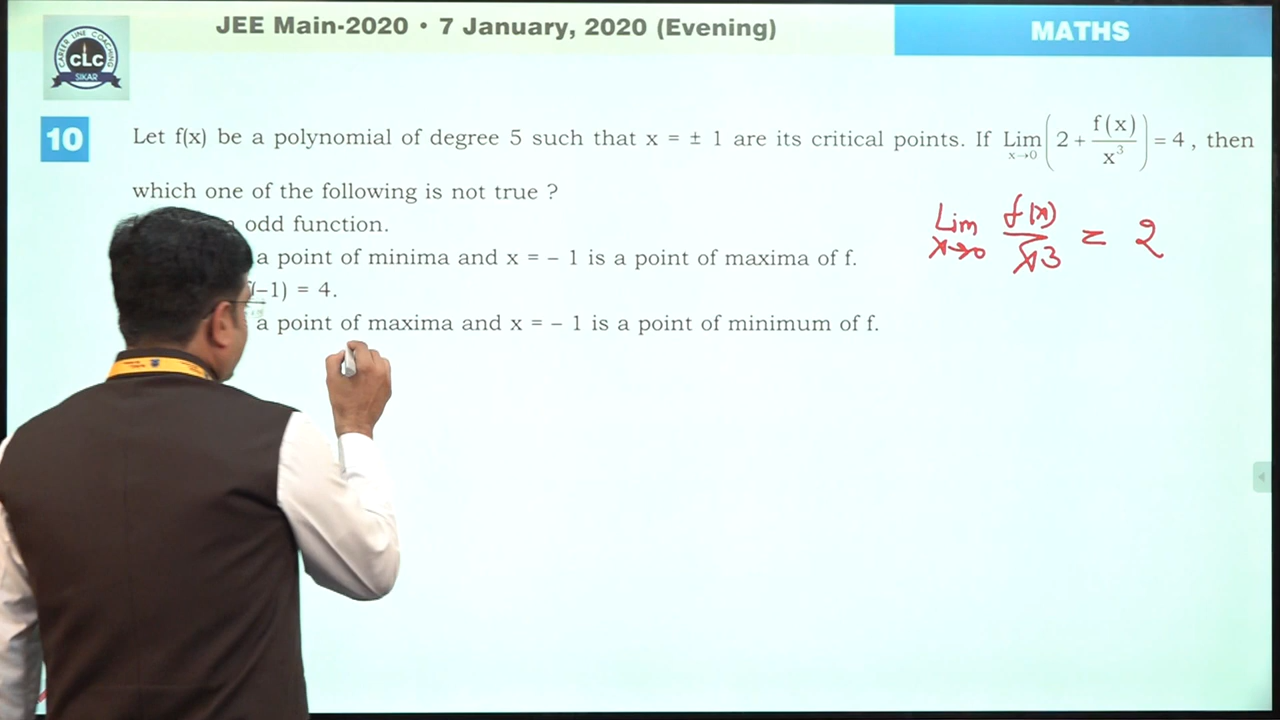 JEE Main-2020 • 7 January, 2020 (Evening)
MATHS
CAREER LINE COACHING
CLC
SIKAR
10
Let f(x) be a polynomial of degree 5 such that x = ± 1 are its critical points. If Lim x→0 (2 + f(x)/x³) = 4 , then
which one of the following is not true ?
odd function.
a point of minima and x = – 1 is a point of maxima of f.
(–1) = 4.
a point of maxima and x = – 1 is a point of minimum of f.
Lim x→0 f(x)/x3 = 2